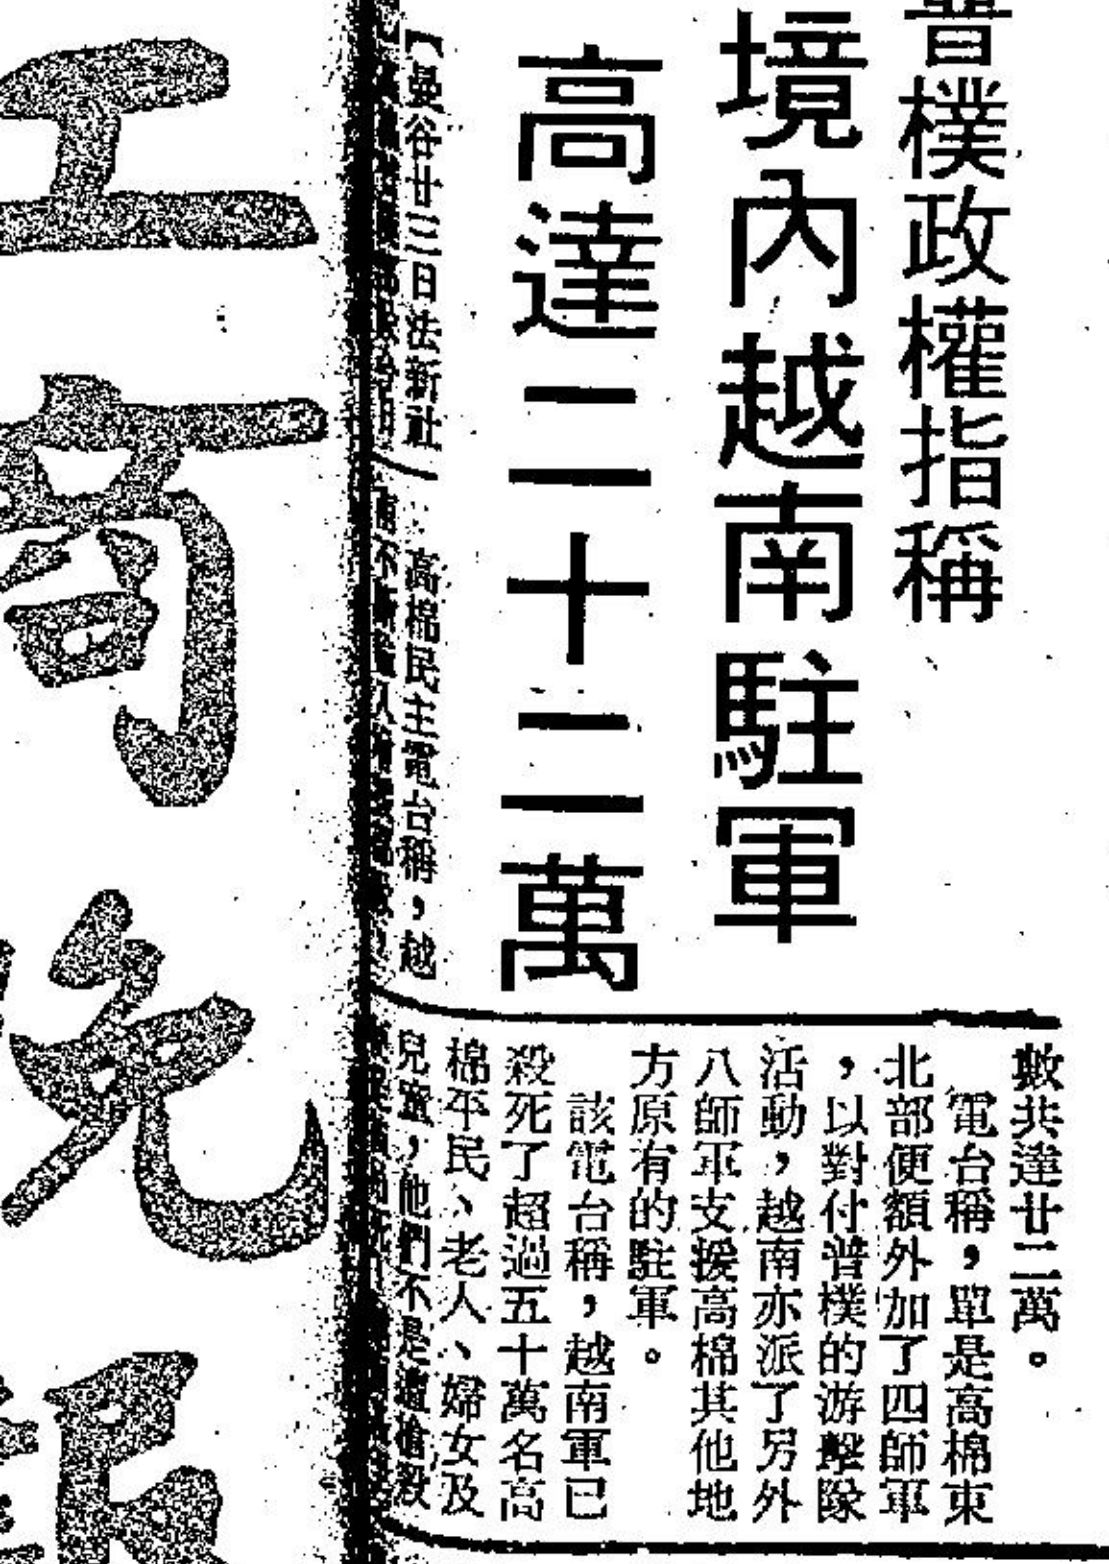 普樸政權指稱
境內越南駐軍
高達二十二萬
【曼谷廿三日法新社】高棉民主電台稱，越
數共達廿二萬。
電台稱，單是高棉東
北部便額外加了四師軍
，以對付普樸的游擊隊
活動，越南亦派了另外
八師軍支援高棉其他地
方原有的駐軍。
該電台稱，越南軍已
殺死了超過五十萬名高
棉平民、老人、婦女及
兒童，他們不是遭槍殺
工商晚報